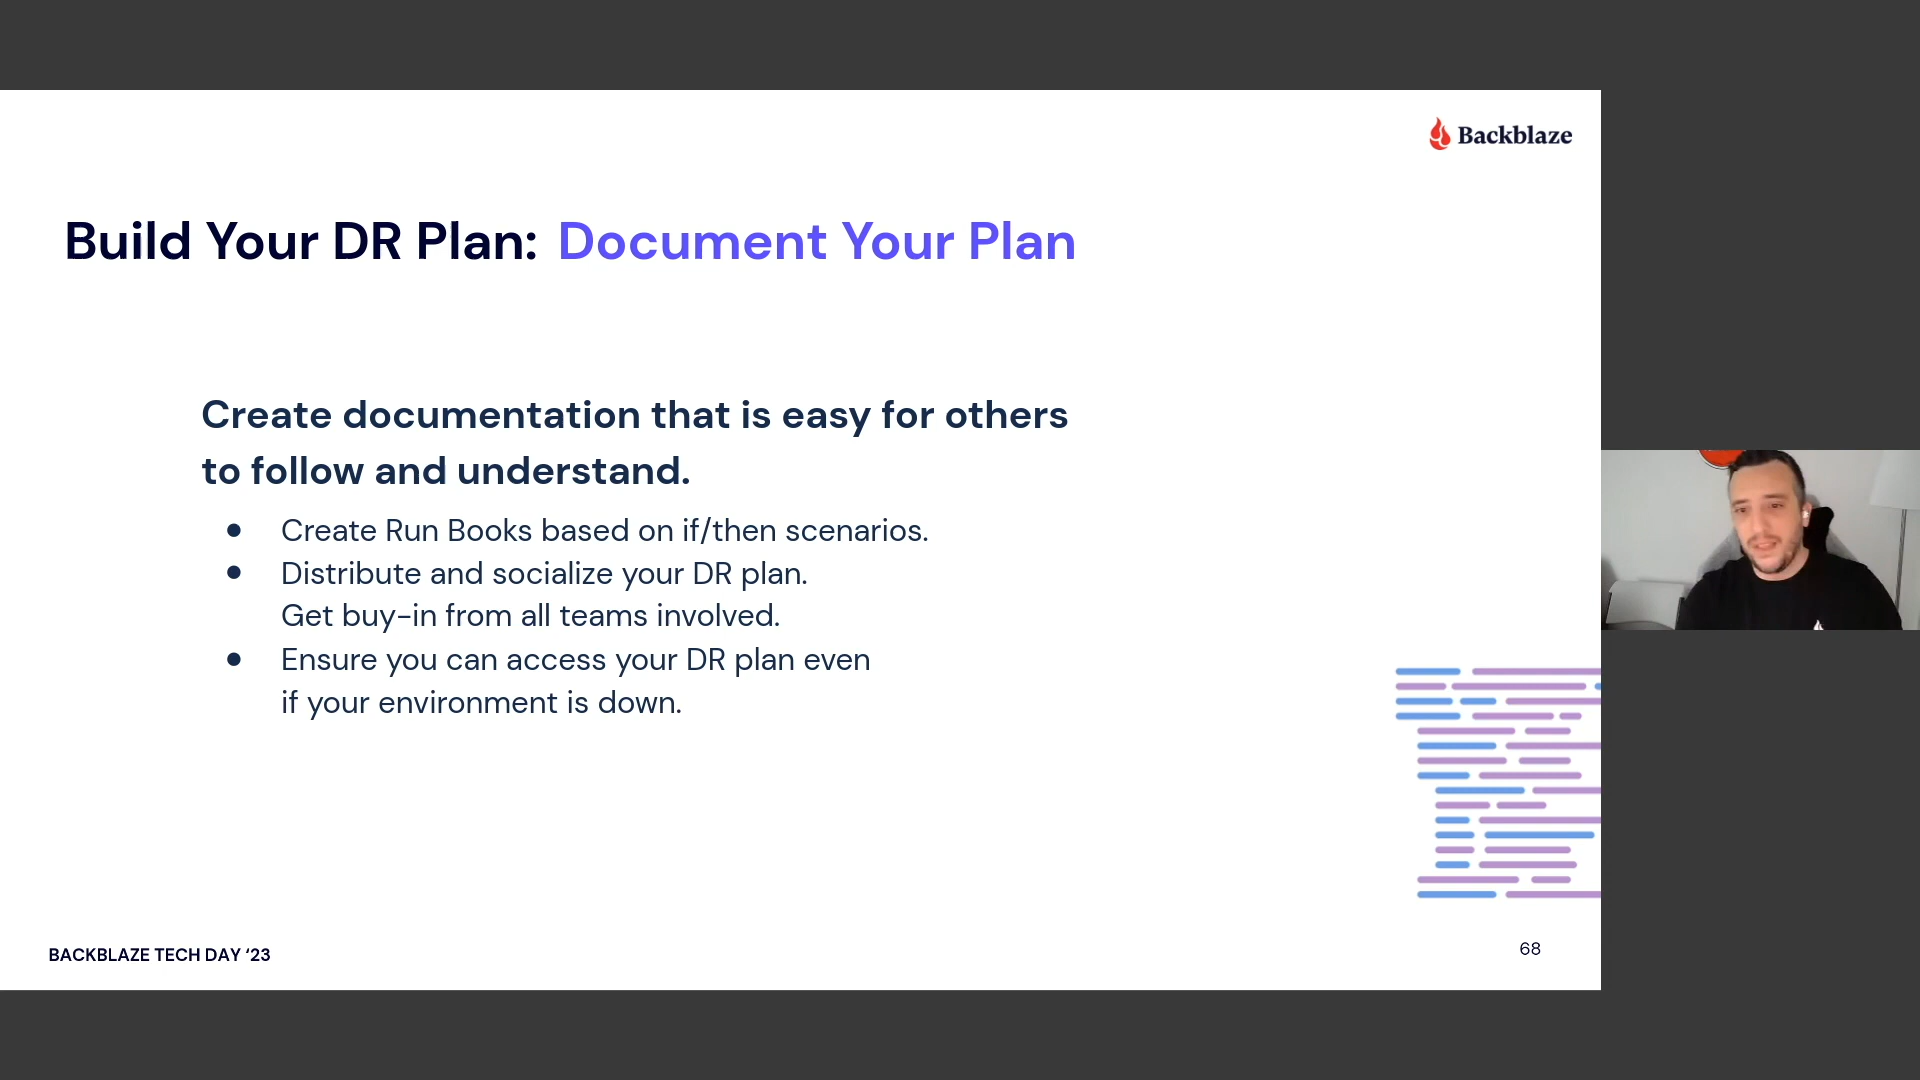 Backblaze
Build Your DR Plan: Document Your Plan
Create documentation that is easy for others
to follow and understand.
● Create Run Books based on if/then scenarios.
● Distribute and socialize your DR plan.
Get buy-in from all teams involved.
● Ensure you can access your DR plan even
if your environment is down.
BACKBLAZE TECH DAY ‘23
68